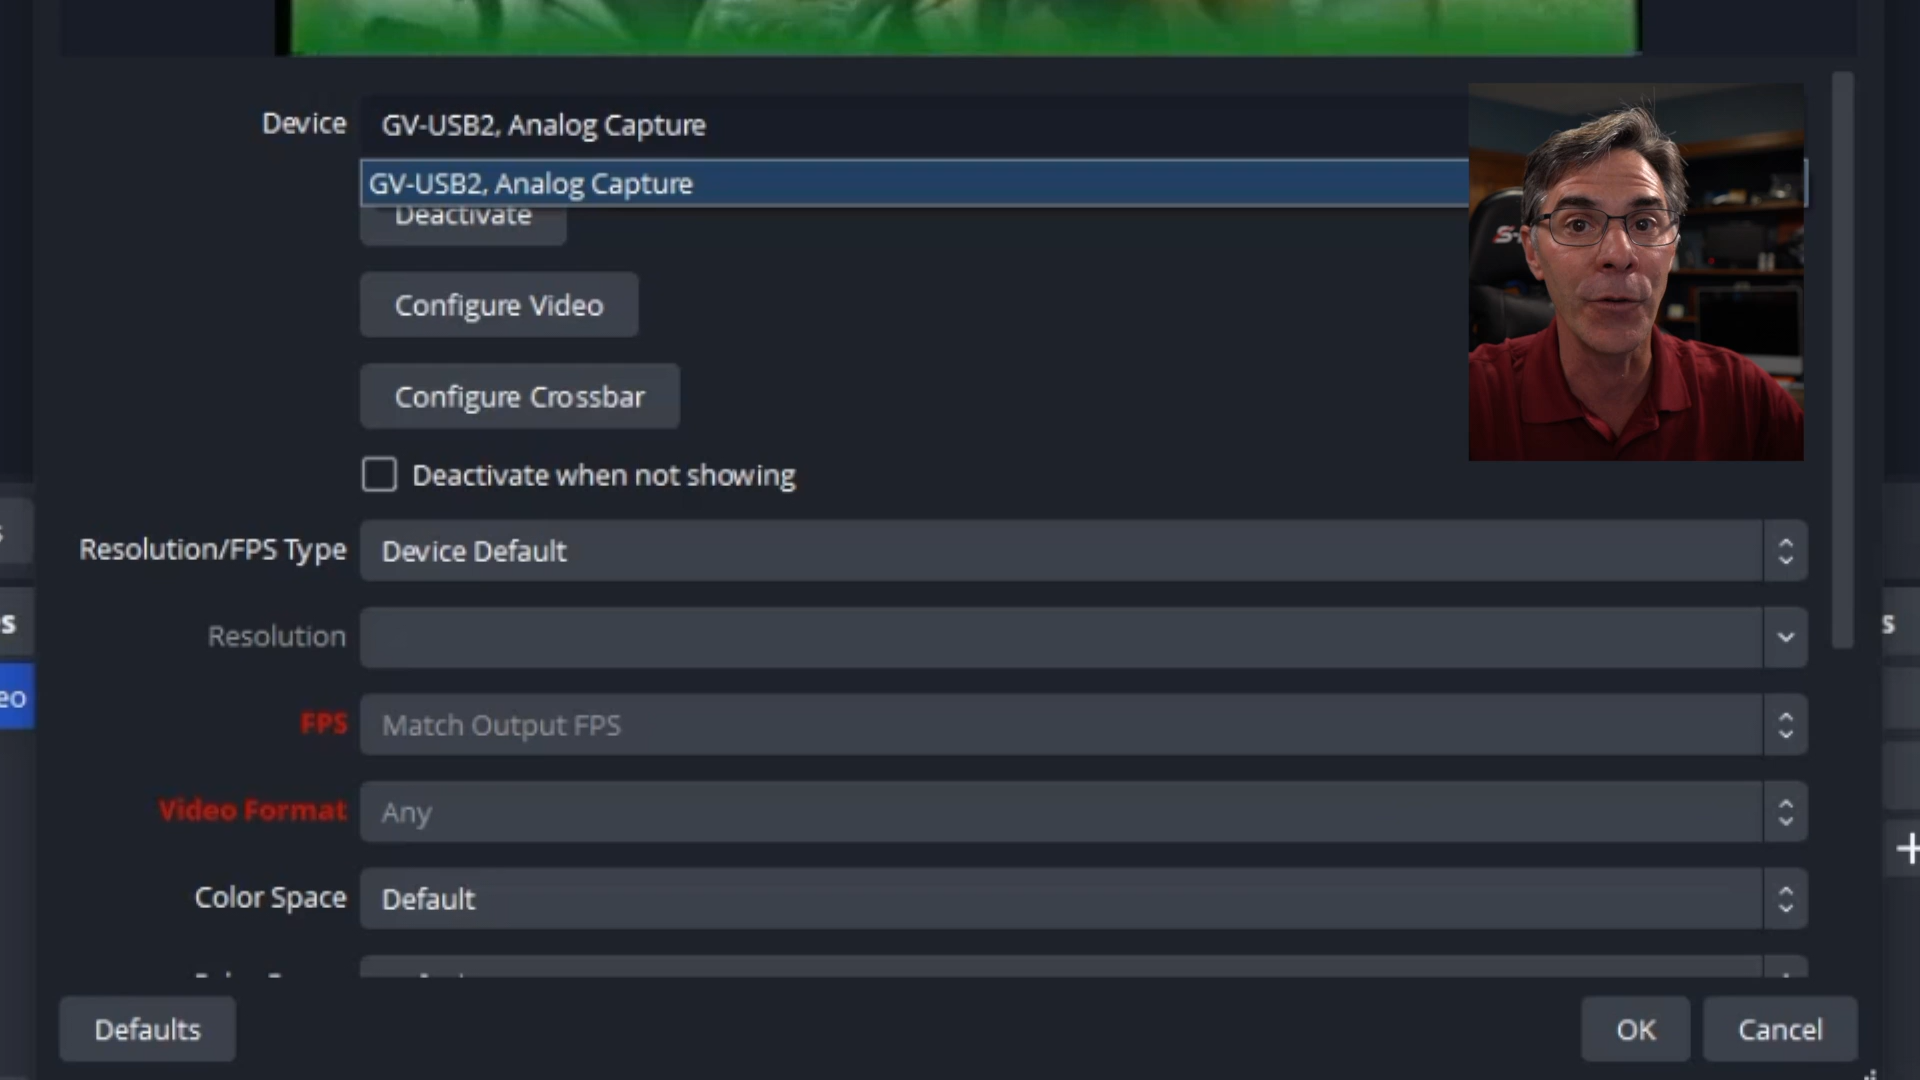 Device
GV-USB2, Analog Capture
GV-USB2, Analog Capture
Deactivate
Configure Video
Configure Crossbar
Deactivate when not showing
Resolution/FPS Type
Device Default
Resolution
FPS
Match Output FPS
Video Format
Any
Color Space
Default
Defaults
OK
Cancel